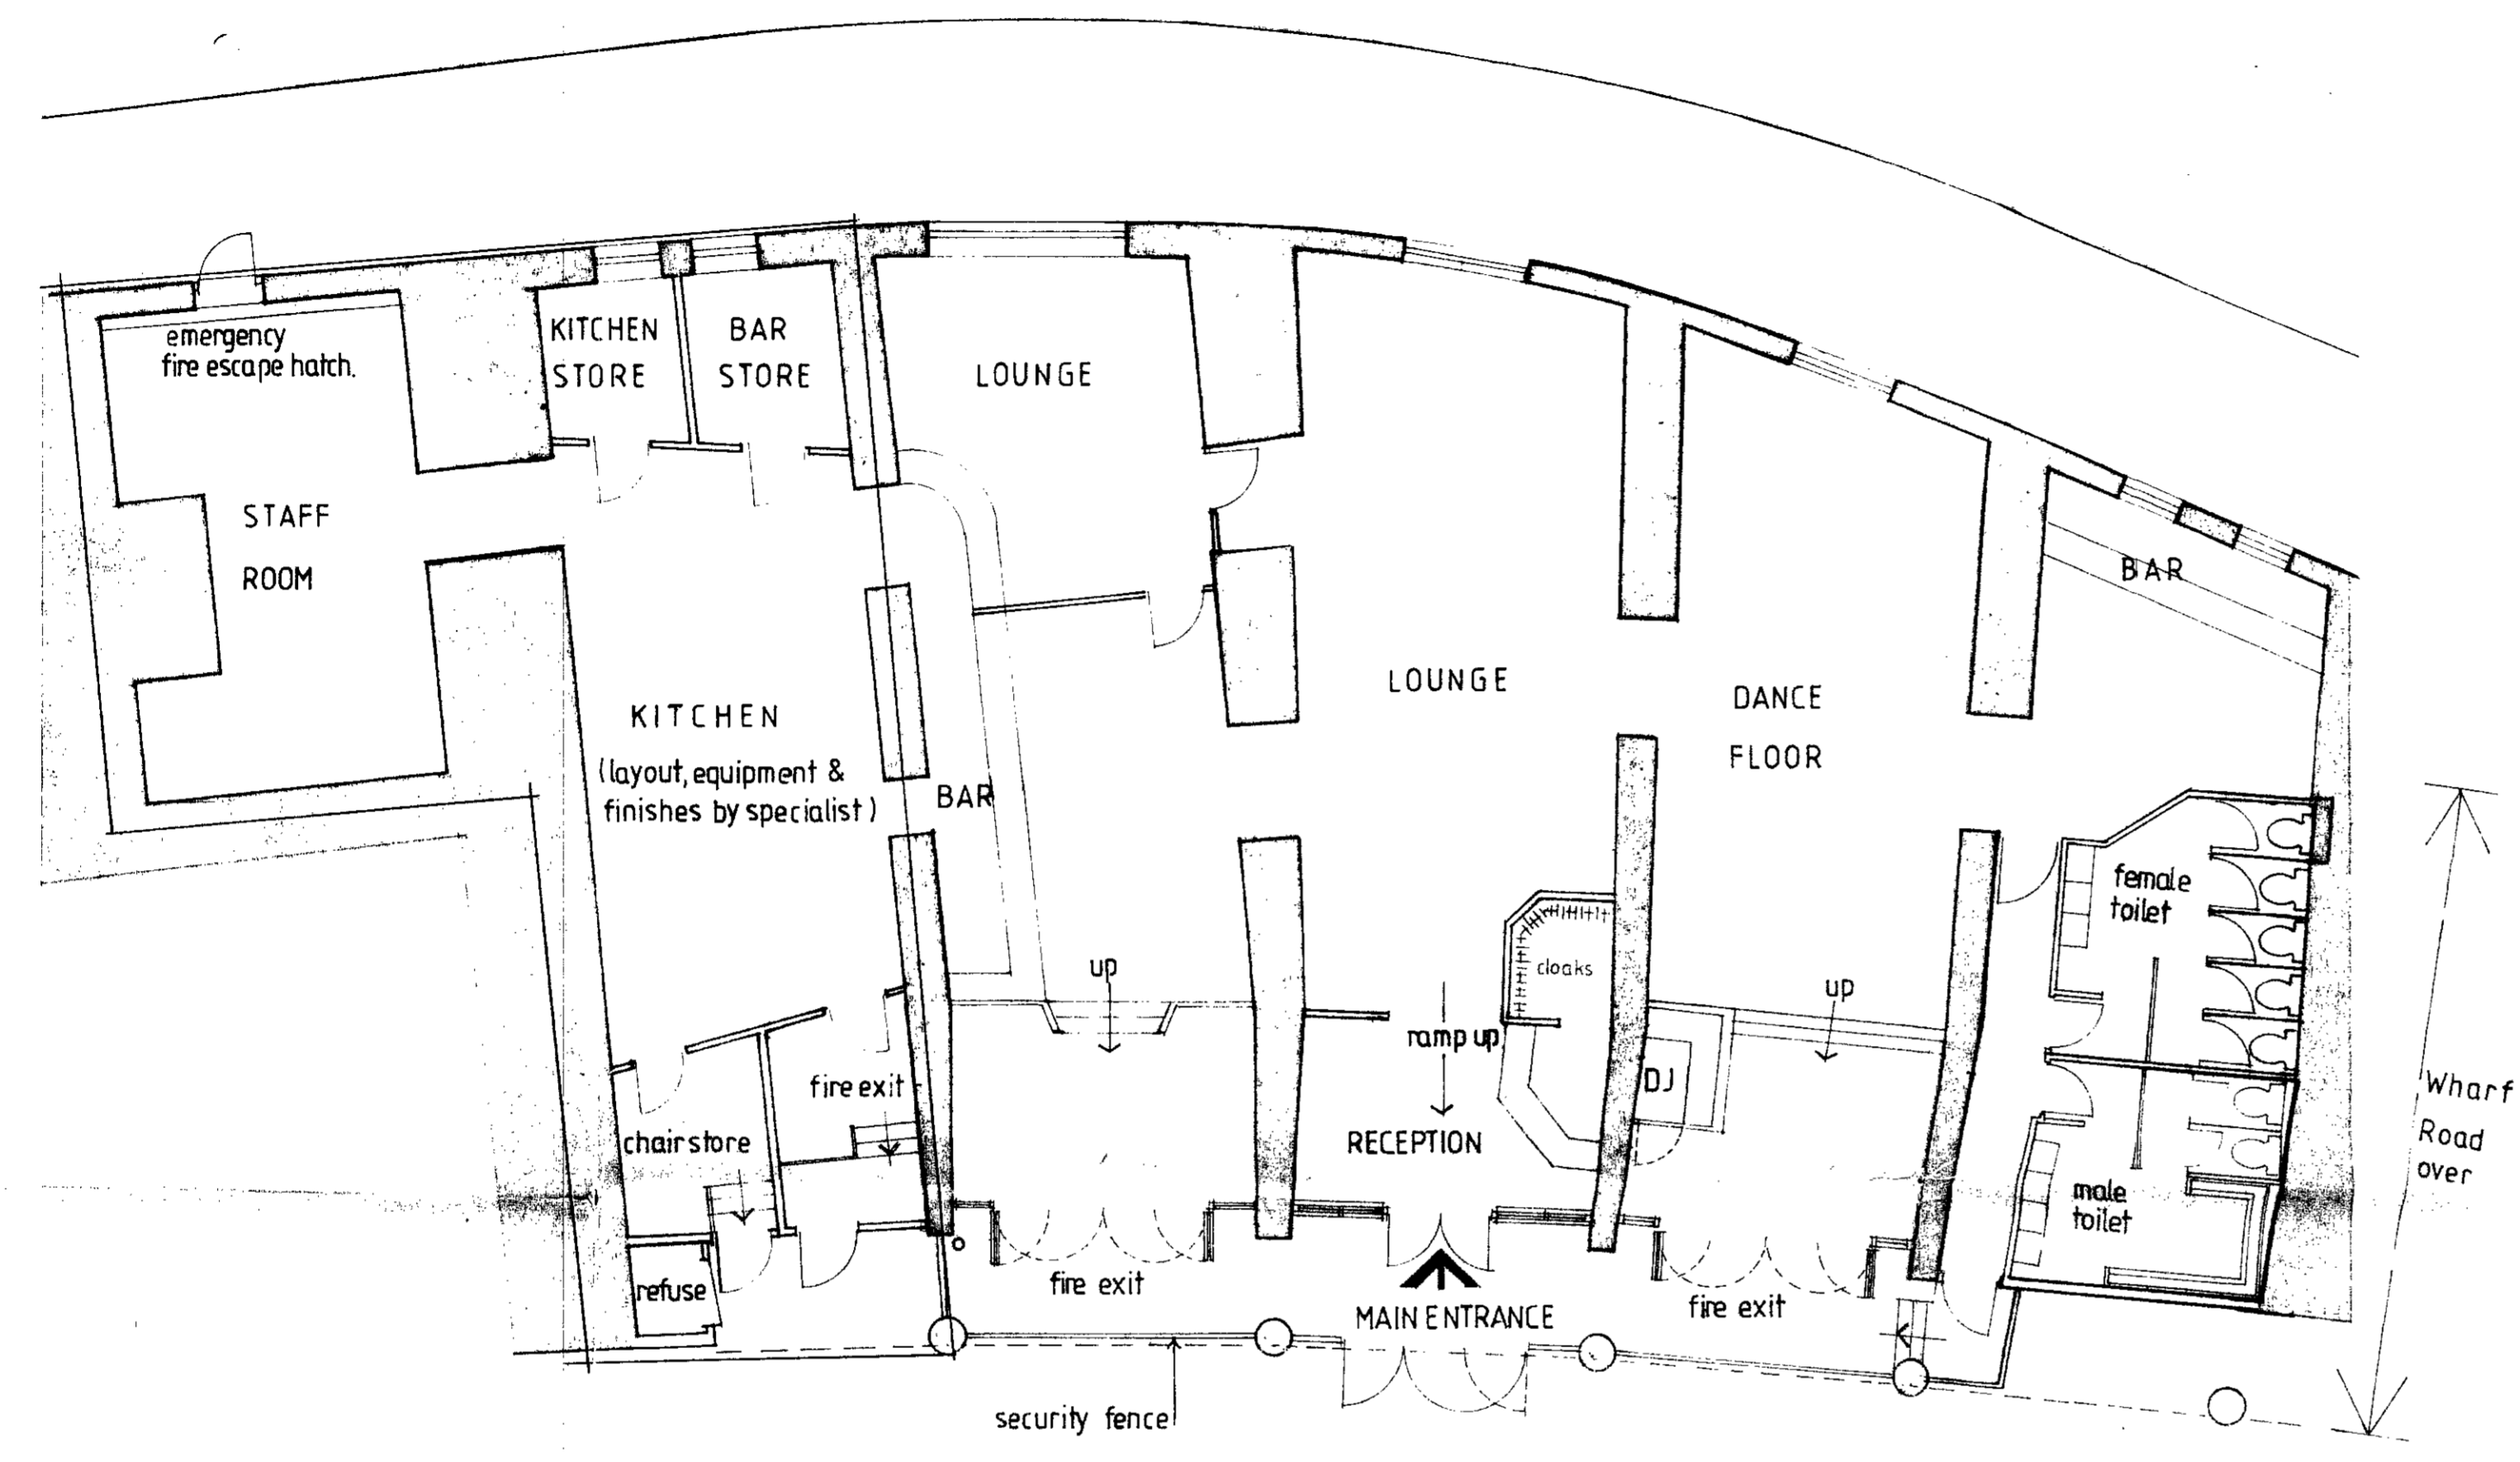 emergency
fire escape hatch.
KITCHEN
STORE
BAR
STORE
LOUNGE
STAFF
ROOM
BAR
KITCHEN
(layout, equipment &
finishes by specialist)
BAR
LOUNGE
DANCE
FLOOR
female
toilet
cloaks
up
up
ramp up
DJ
fire exit
chair store
RECEPTION
Wharf
Road
over
male
toilet
refuse
fire exit
MAIN ENTRANCE
fire exit
security fence